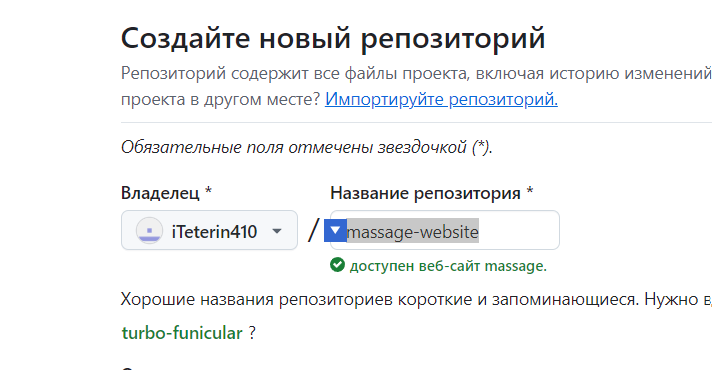 Создайте новый репозиторий
Репозиторий содержит все файлы проекта, включая историю изменений
проекта в другом месте? Импортируйте репозиторий.
Обязательные поля отмечены звездочкой (*).
Владелец * Название репозитория *
iTeterin410 / massage-website
доступен веб-сайт massage.
Хорошие названия репозиториев короткие и запоминающиеся. Нужно
turbo-funicular ?